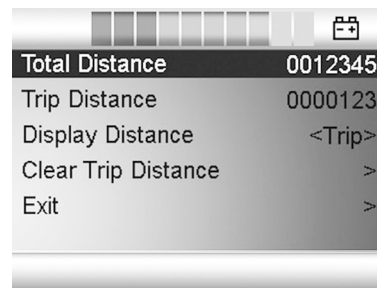 Total Distance 0012345
Trip Distance 0000123
Display Distance <Trip>
Clear Trip Distance >
Exit >